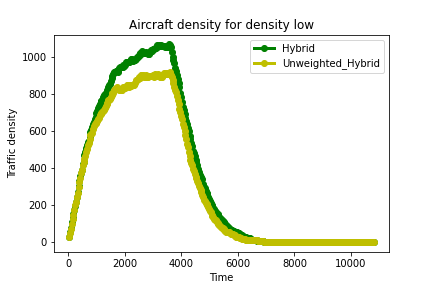 Aircraft density for density low
Hybrid
Unweighted_Hybrid
Traffic density
1000
800
600
400
200
0
0 2000 4000 6000 8000 10000
Time